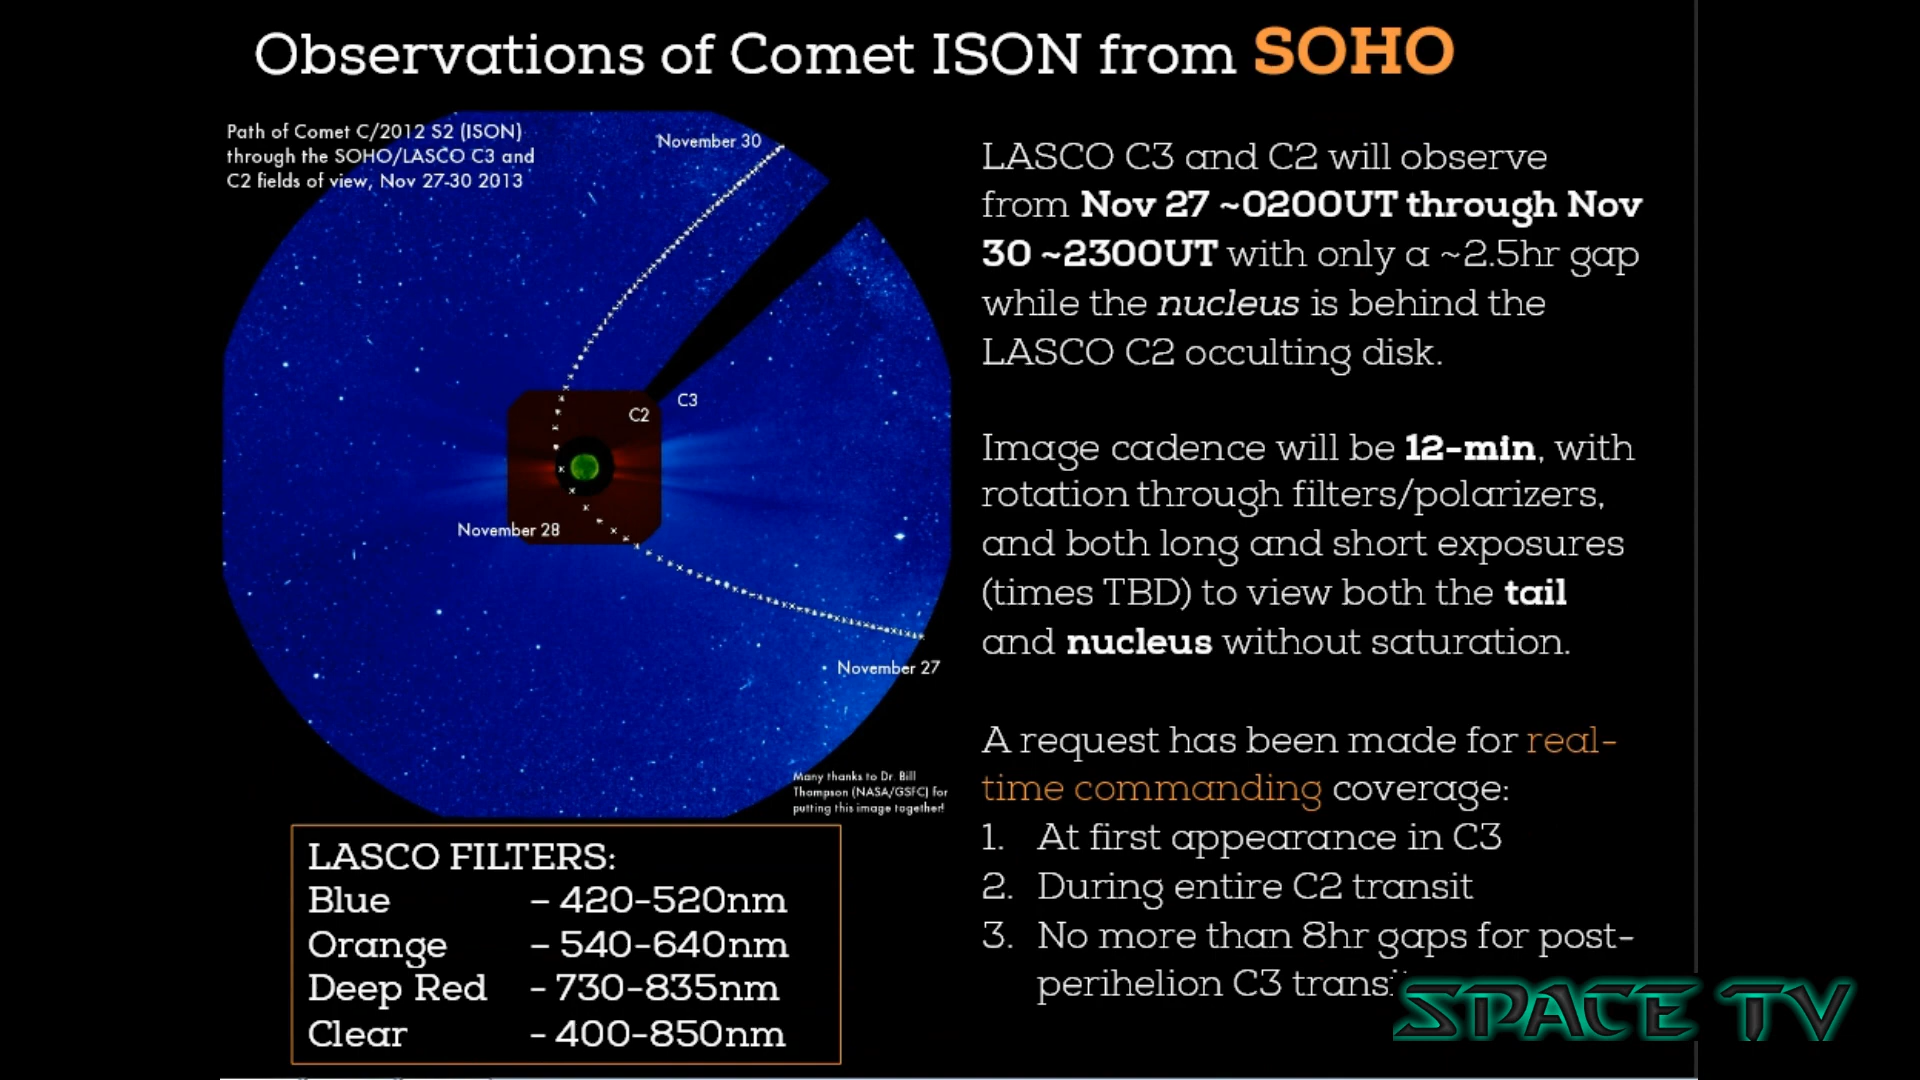 Observations of Comet ISON from SOHO
Path of Comet C/2012 S2 (ISON)
through the SOHO/LASCO C3 and
C2 fields of view, Nov 27-30 2013
November 30
C3
C2
November 28
November 27
Many thanks to Dr. Bill
Thompson (NASA/GSFC) for
putting this image together!
LASCO FILTERS:
Blue – 420-520nm
Orange – 540-640nm
Deep Red - 730-835nm
Clear - 400-850nm
LASCO C3 and C2 will observe
from Nov 27 ~0200UT through Nov
30 ~2300UT with only a ~2.5hr gap
while the nucleus is behind the
LASCO C2 occulting disk.
Image cadence will be 12-min, with
rotation through filters/polarizers,
and both long and short exposures
(times TBD) to view both the tail
and nucleus without saturation.
A request has been made for real-
time commanding coverage:
1. At first appearance in C3
2. During entire C2 transit
3. No more than 8hr gaps for post-
perihelion C3 transi
SPACE TV